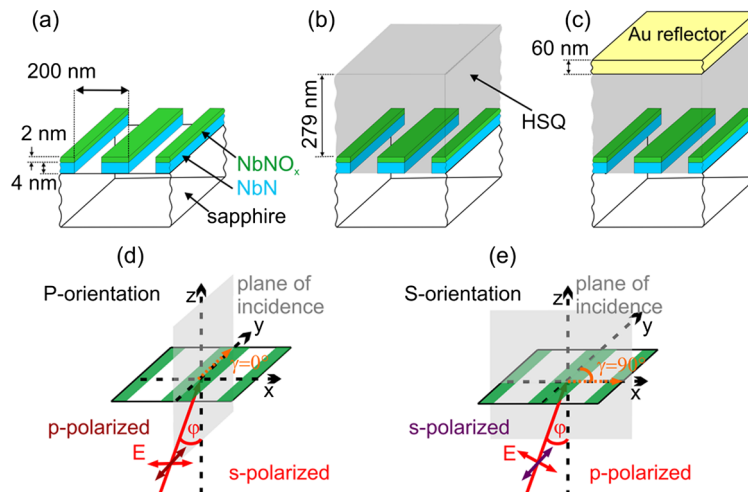 (a)
200 nm
2 nm
4 nm
NbNOx
NbN
sapphire
(b)
279 nm
HSQ
(c)
60 nm
Au reflector
(d)
P-orientation
z
plane of
incidence
y
γ=0°
x
p-polarized
φ
E
s-polarized
(e)
S-orientation
z
plane of
incidence
y
γ=90°
x
s-polarized
φ
E
p-polarized